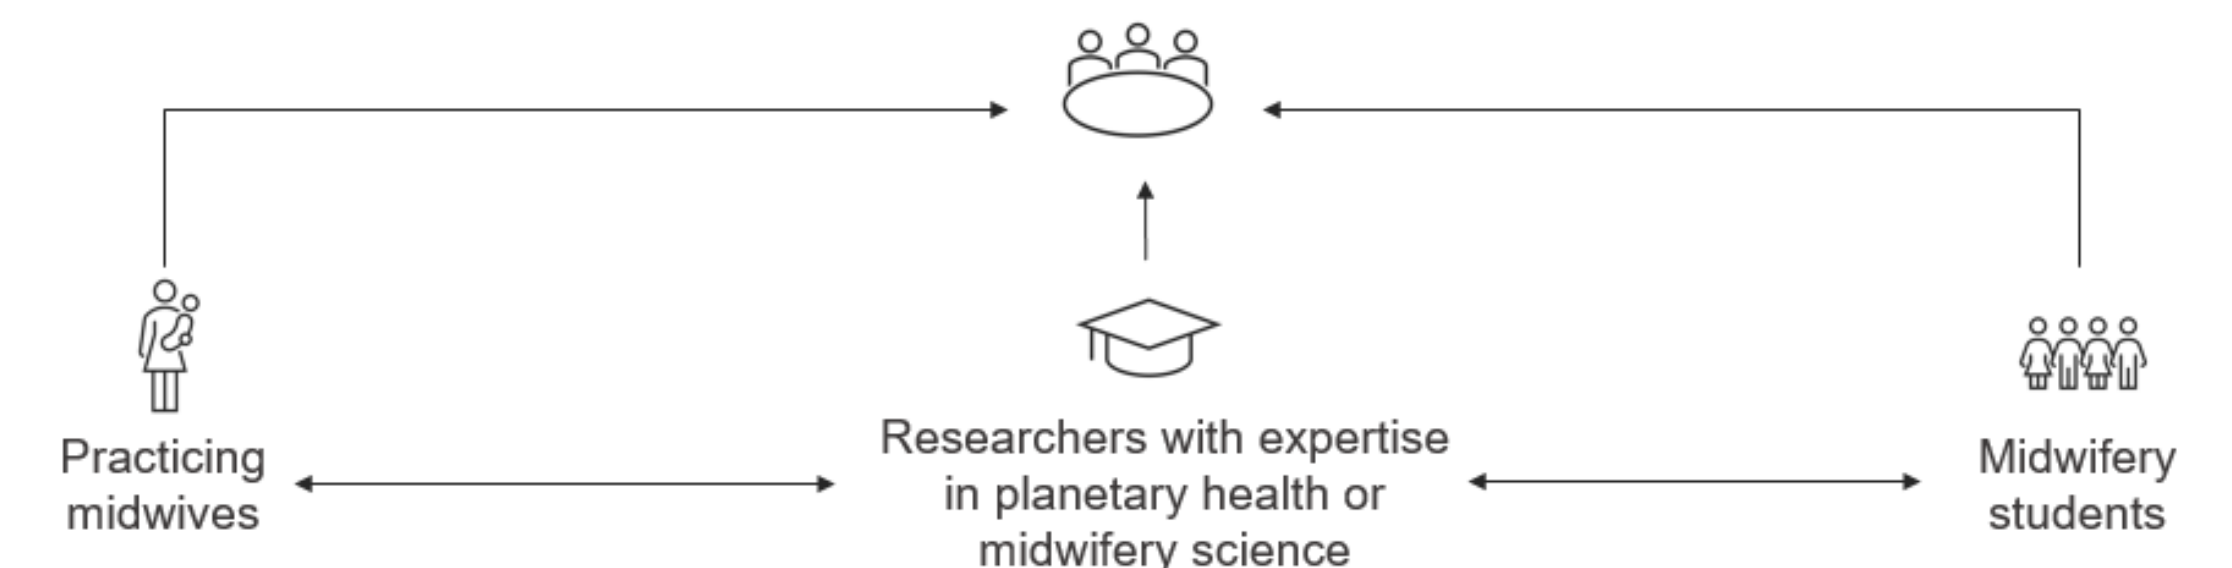 Practicing
midwives
Researchers with expertise
in planetary health or
midwifery science
Midwifery
students